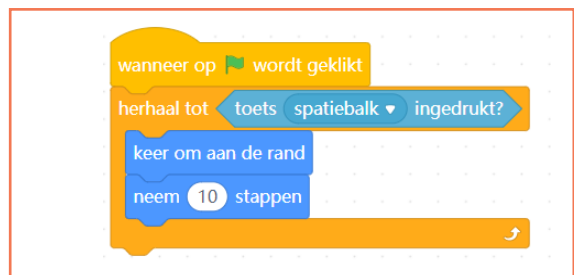 wanneer op wordt geklikt
herhaal tot toets spatiebalk ingedrukt?
keer om aan de rand
neem 10 stappen